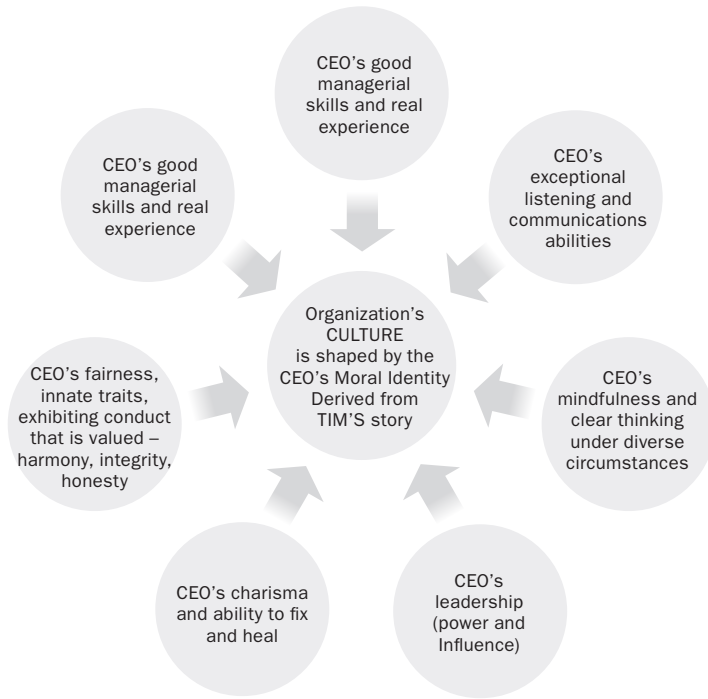 CEO's good
managerial
skills and real
experience
CEO's
exceptional
listening and
communications
abilities
CEO's
mindfulness and
clear thinking
under diverse
circumstances
CEO's
leadership
(power and
Influence)
CEO's charisma
and ability to fix
and heal
CEO's fairness,
innate traits,
exhibiting conduct
that is valued –
harmony, integrity,
honesty
CEO's good
managerial
skills and real
experience
Organization's
CULTURE
is shaped by the
CEO's Moral Identity
Derived from
TIM'S story